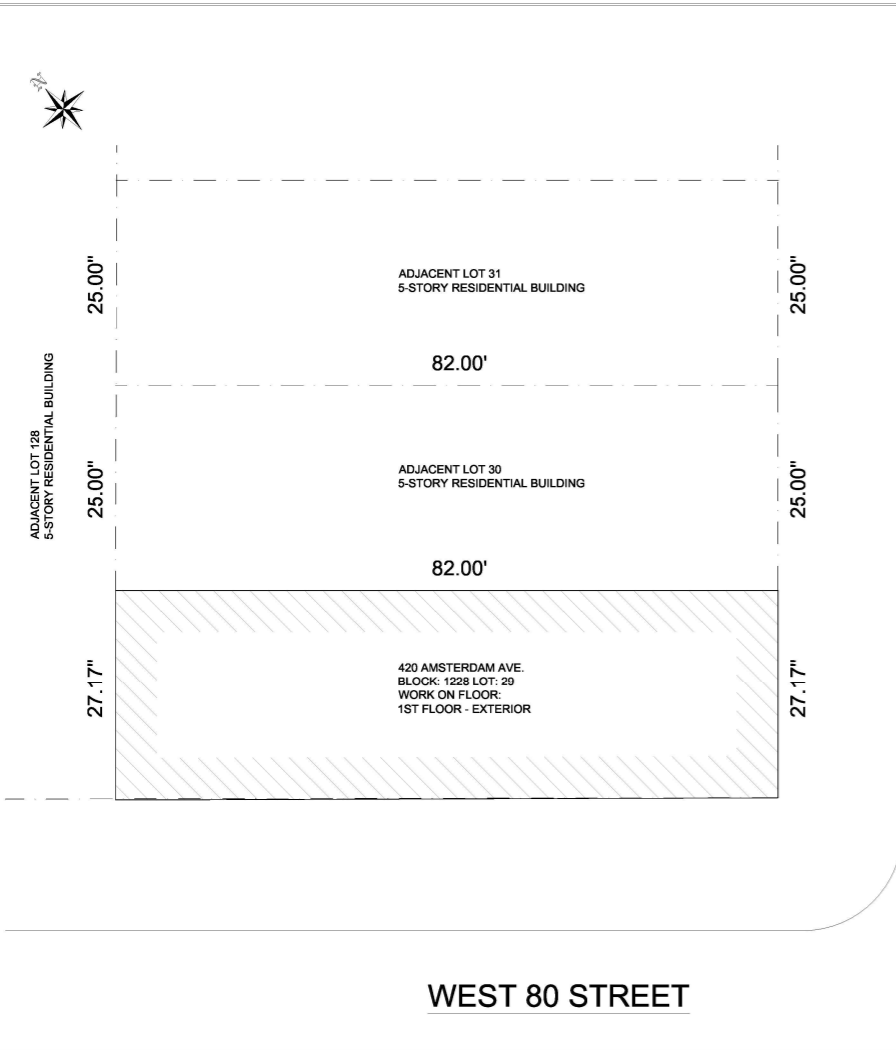 N
25.00"
ADJACENT LOT 31
5-STORY RESIDENTIAL BUILDING
25.00"
82.00'
ADJACENT LOT 128
5-STORY RESIDENTIAL BUILDING
25.00"
ADJACENT LOT 30
5-STORY RESIDENTIAL BUILDING
25.00"
82.00'
27.17"
420 AMSTERDAM AVE.
BLOCK: 1228 LOT: 29
WORK ON FLOOR:
1ST FLOOR - EXTERIOR
27.17"
WEST 80 STREET